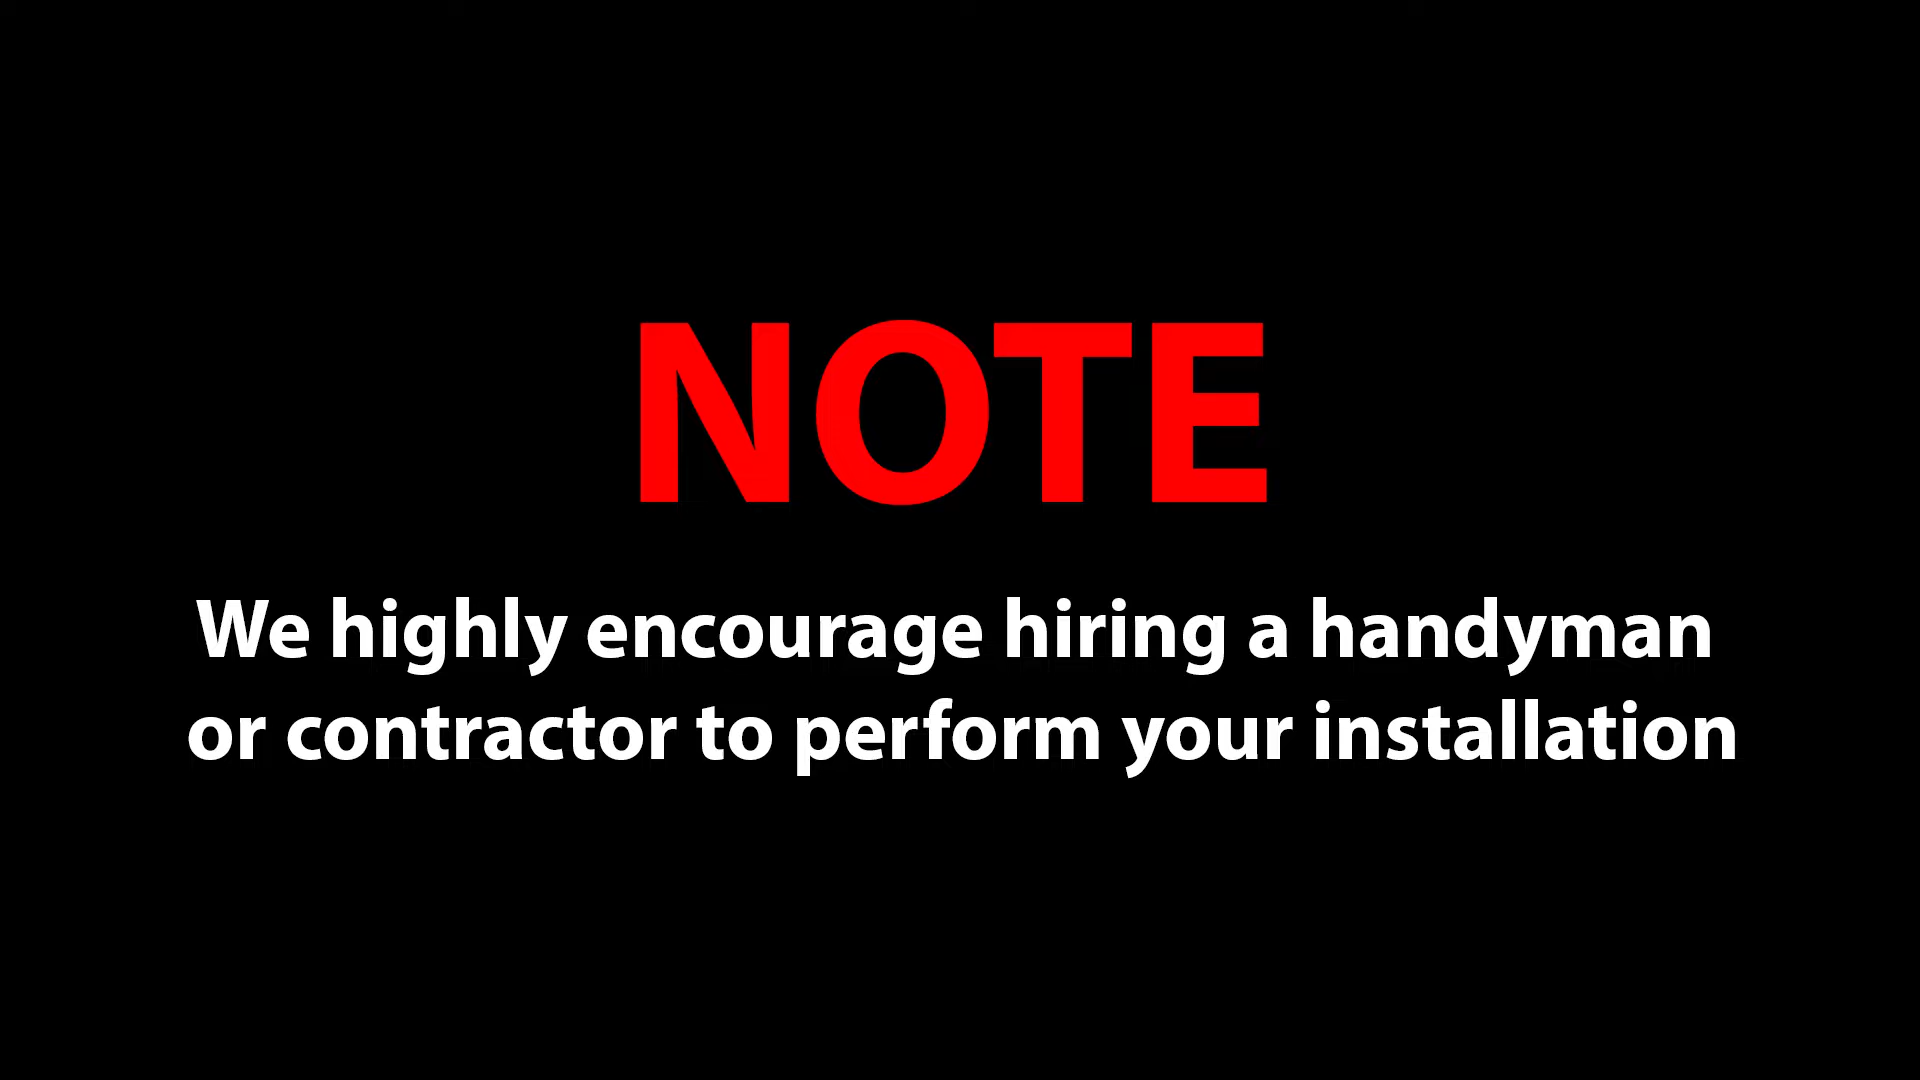 NOTE
We highly encourage hiring a handyman
or contractor to perform your installation